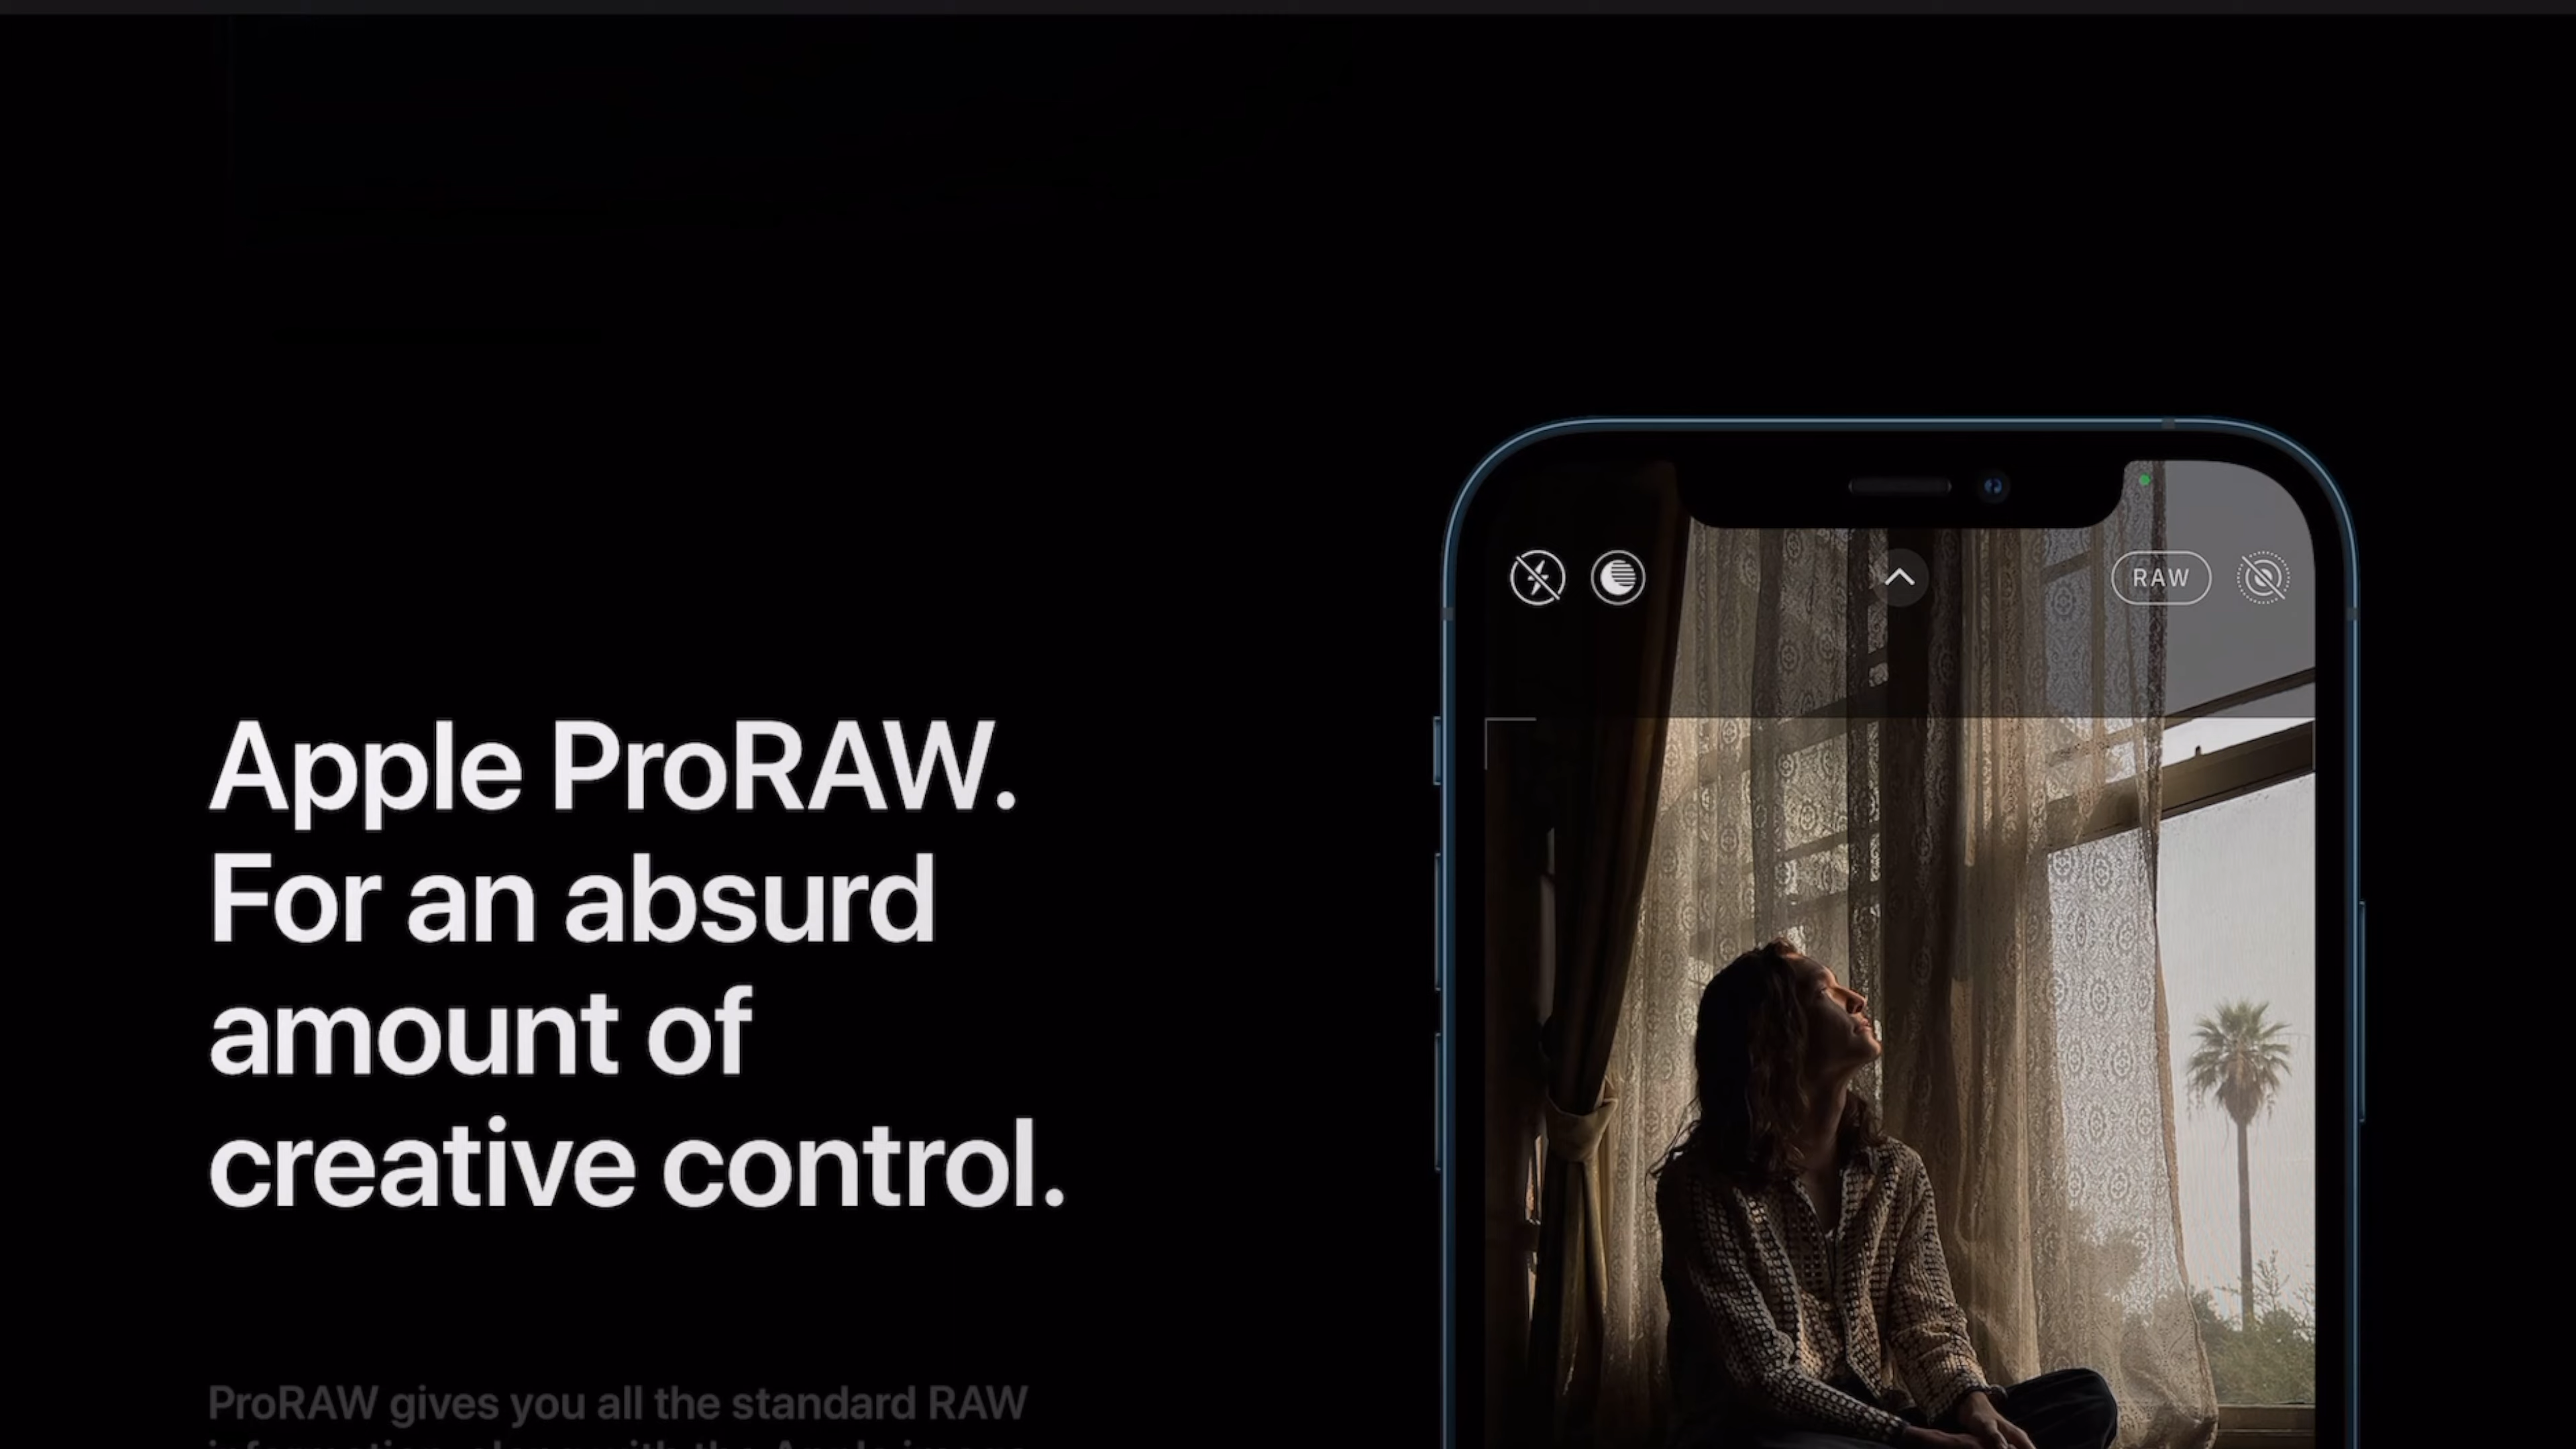 RAW
Apple ProRAW.
For an absurd
amount of
creative control.
ProRAW gives you all the standard RAW